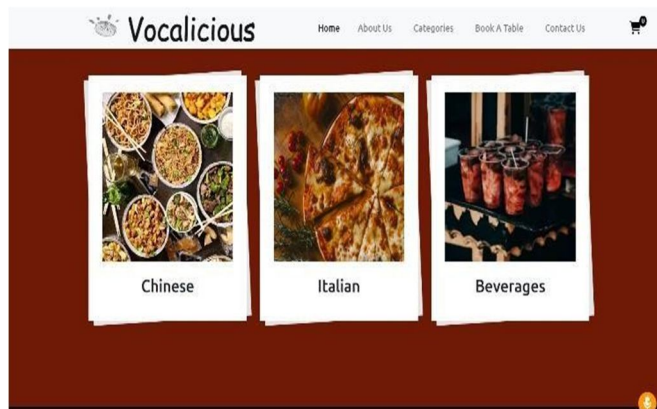 Vocalicious Home About Us Categories Book A Table Contact Us 0
Chinese Italian Beverages